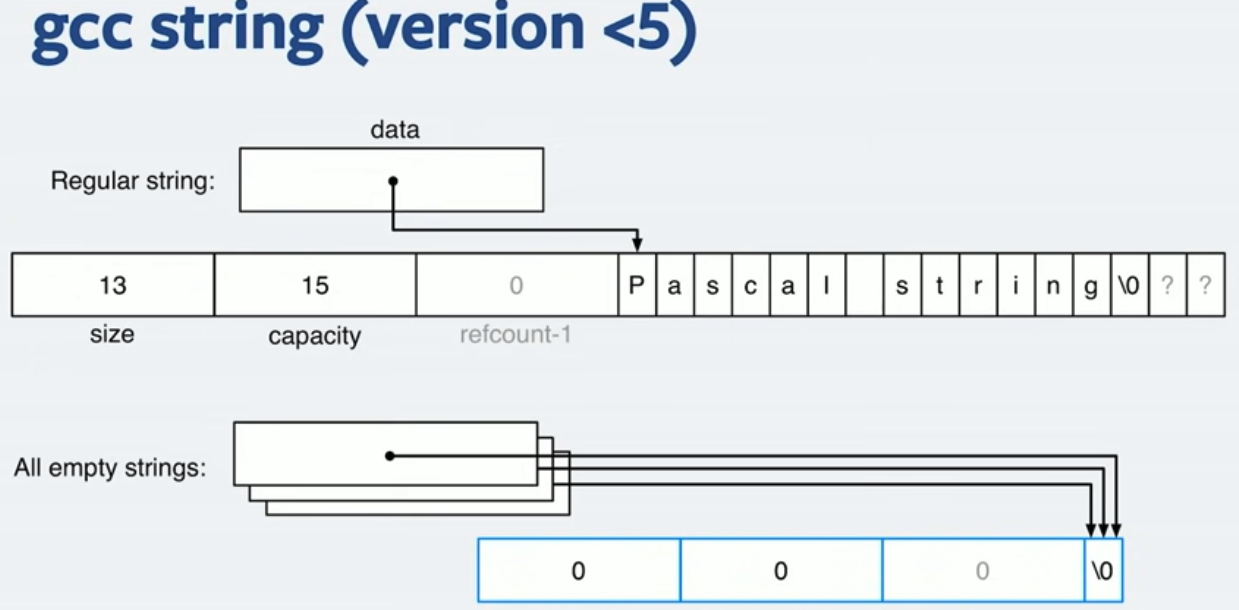 gcc string (version <5)
data
Regular string:
13 15 0 P a s c a l s t r i n g \0 ? ?
size capacity refcount-1
All empty strings:
0 0 0 \0